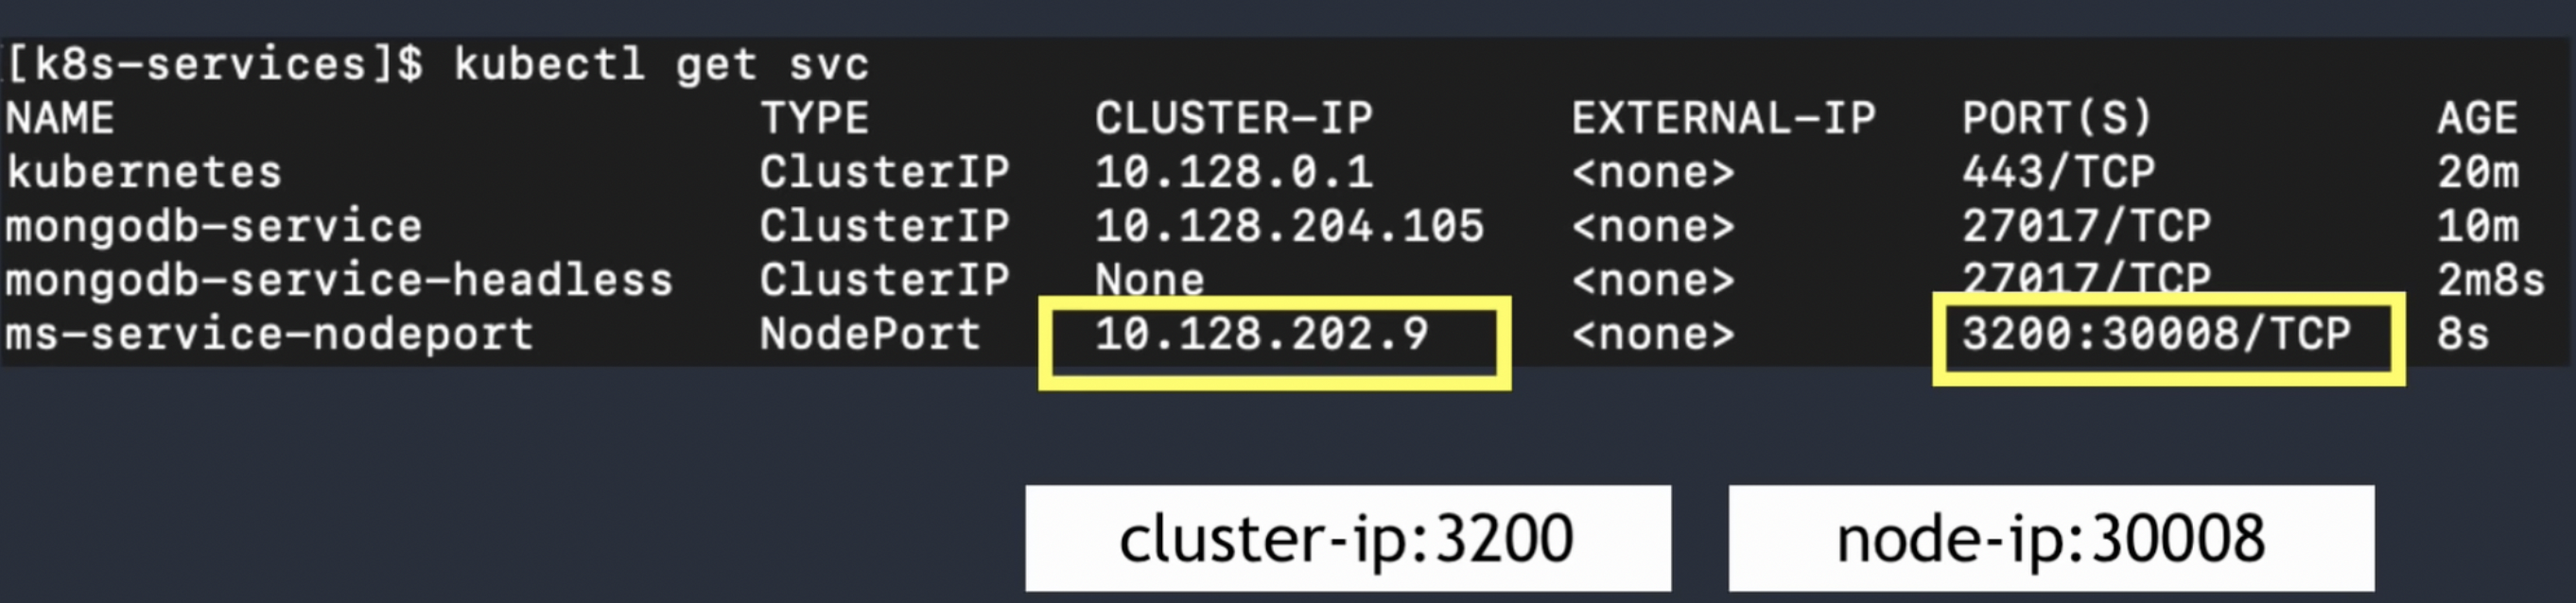 [k8s-services]$ kubectl get svc
NAME TYPE CLUSTER-IP EXTERNAL-IP PORT(S) AGE
kubernetes ClusterIP 10.128.0.1 <none> 443/TCP 20m
mongodb-service ClusterIP 10.128.204.105 <none> 27017/TCP 10m
mongodb-service-headless ClusterIP None <none> 27017/TCP 2m8s
ms-service-nodeport NodePort 10.128.202.9 <none> 3200:30008/TCP 8s
cluster-ip:3200 node-ip:30008